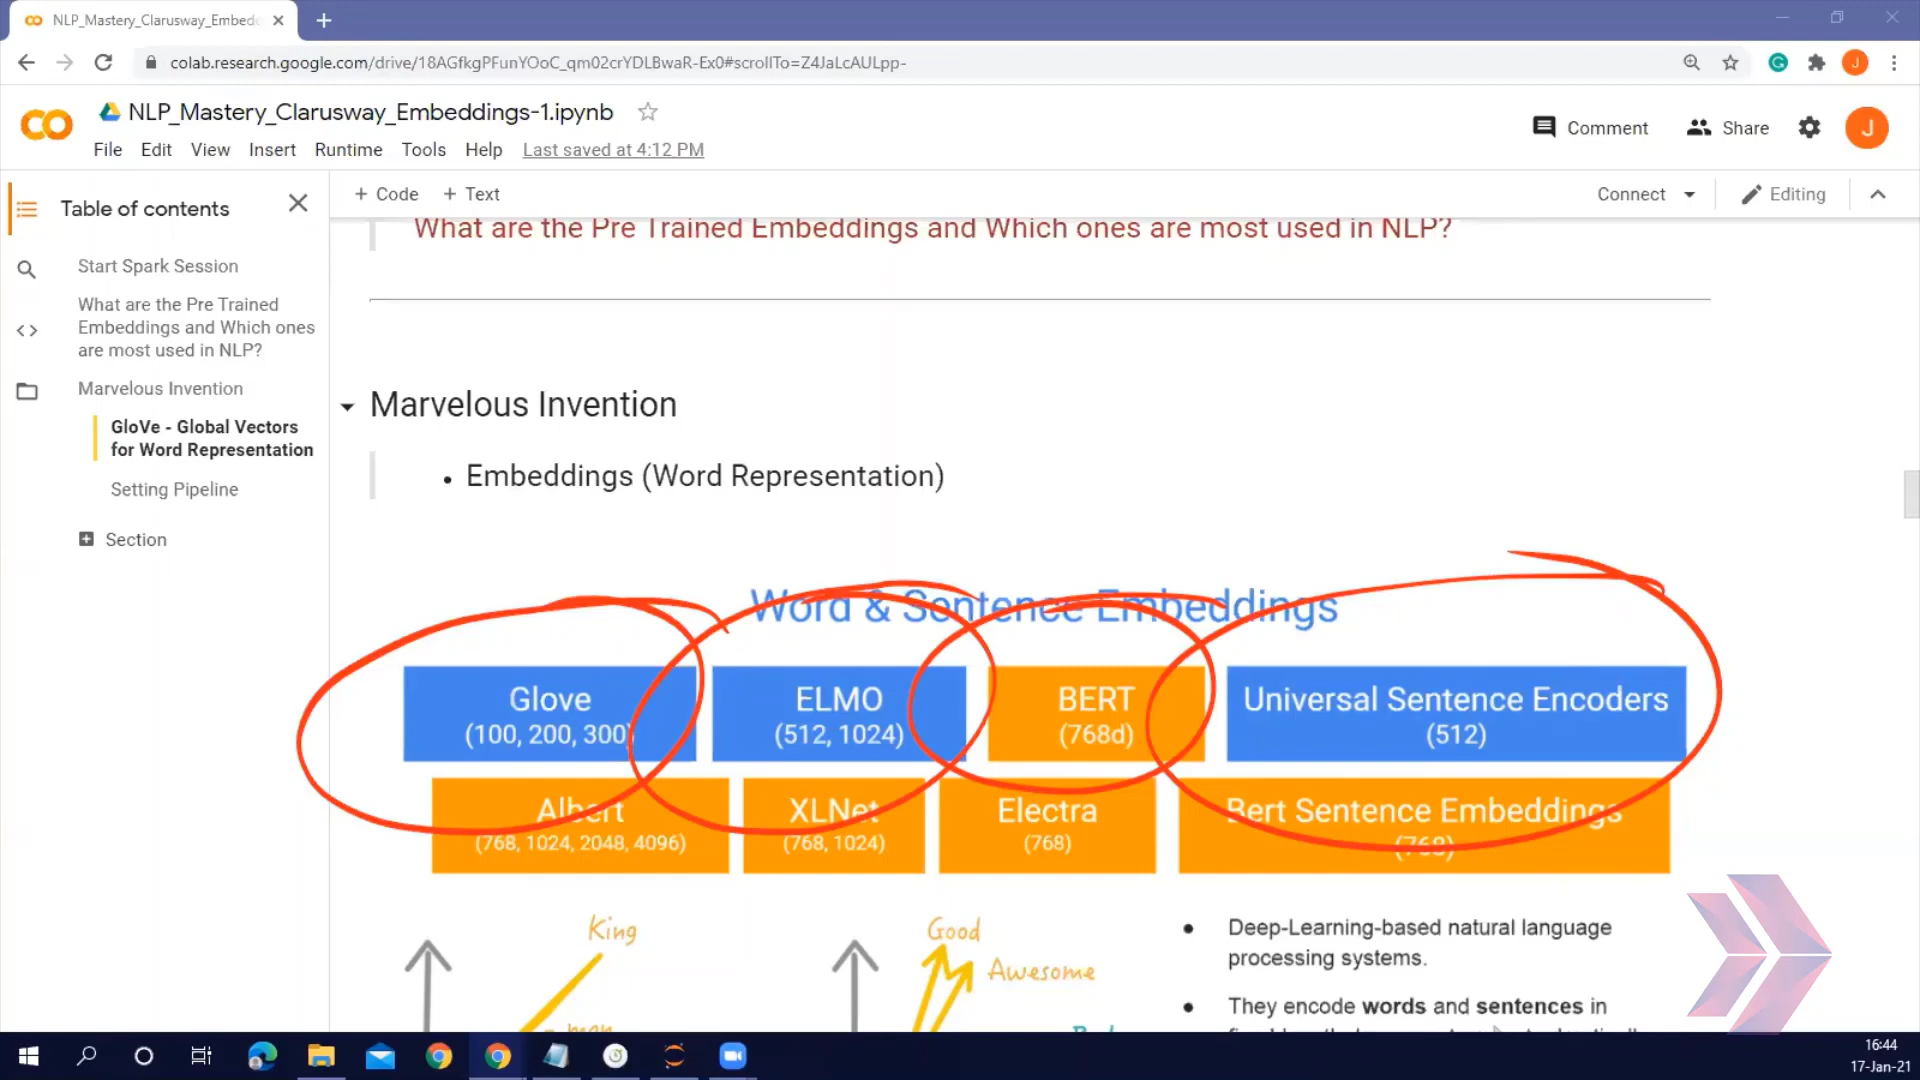 NLP_Mastery_Clarusway_Embed
colab.research.google.com/drive/18AGfkgPFunYOoC_qm02crYDLBwaR-Ex0#scrollTo=Z4JaLcAULpp-
J
NLP_Mastery_Clarusway_Embeddings-1.ipynb
Comment
Share
J
File Edit View Insert Runtime Tools Help Last saved at 4:12 PM
Table of contents
+ Code + Text
Connect
Editing
Start Spark Session
What are the Pre Trained
Embeddings and Which ones
are most used in NLP?
Marvelous Invention
GloVe - Global Vectors
for Word Representation
Setting Pipeline
Section
What are the Pre Trained Embeddings and Which ones are most used in NLP?
Marvelous Invention
• Embeddings (Word Representation)
Word & Sentence Embeddings
Glove
(100, 200, 300)
ELMO
(512, 1024)
BERT
(768d)
Universal Sentence Encoders
(512)
Albert
(768, 1024, 2048, 4096)
XLNet
(768, 1024)
Electra
(768)
Bert Sentence Embeddings
(768)
King
man
Good
Awesome
• Deep-Learning-based natural language
processing systems.
• They encode words and sentences in
16:44
17-Jan-21